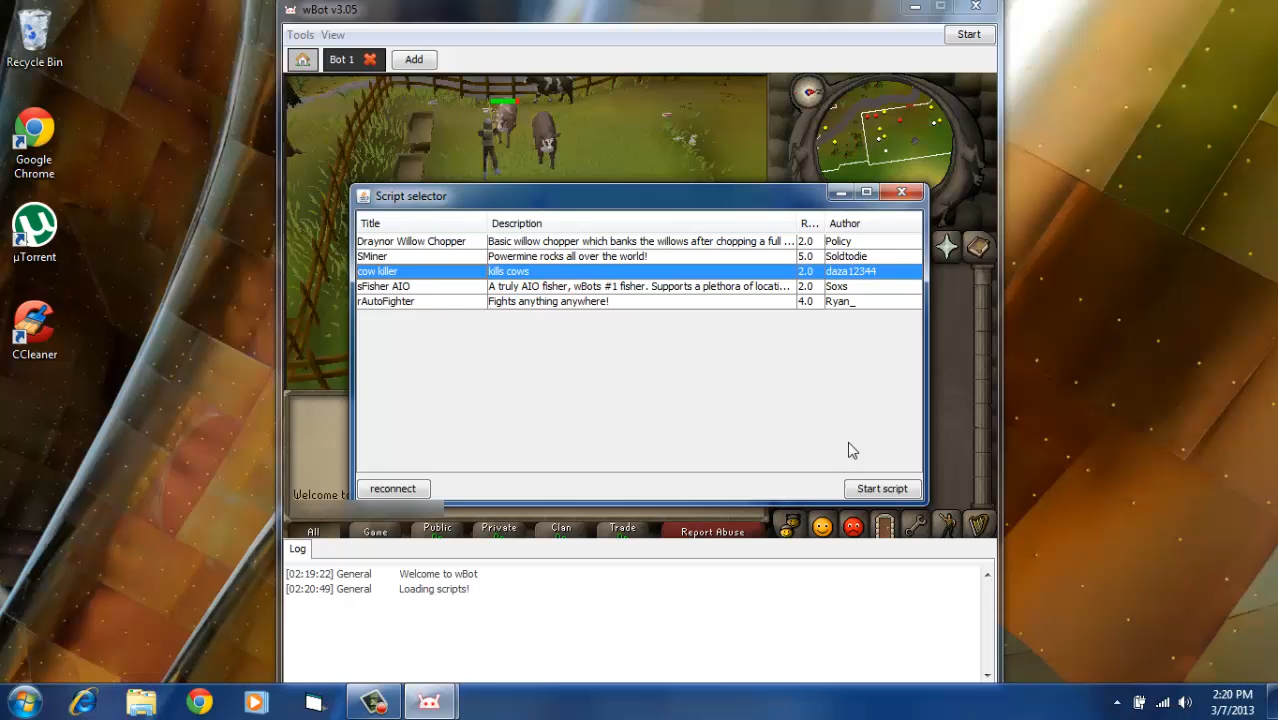 Recycle Bin
Google
Chrome
µTorrent
CCleaner
wBot v3.05
Tools View
Start
Bot 1
Add
Script selector
Title Description R... Author
Draynor Willow Chopper Basic willow chopper which banks the willows after chopping a full ... 2.0 Policy
SMiner Powermine rocks all over the world! 5.0 Soldtodie
cow killer kills cows 2.0 daza12344
sFisher AIO A truly AIO fisher, wBots #1 fisher. Supports a plethora of locati... 2.0 Soxs
rAutoFighter Fights anything anywhere! 4.0 Ryan_
reconnect
Start script
Welcome to
All Game Public Private Clan Trade Report Abuse
Log
[02:19:22] General Welcome to wBot
[02:20:49] General Loading scripts!
2:20 PM
3/7/2013